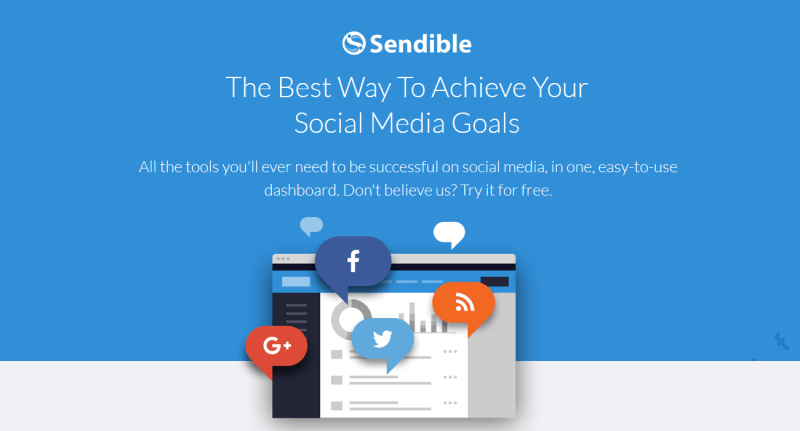 Sendible
The Best Way To Achieve Your
Social Media Goals
All the tools you'll ever need to be successful on social media, in one, easy-to-use
dashboard. Don't believe us? Try it for free.
f
G+